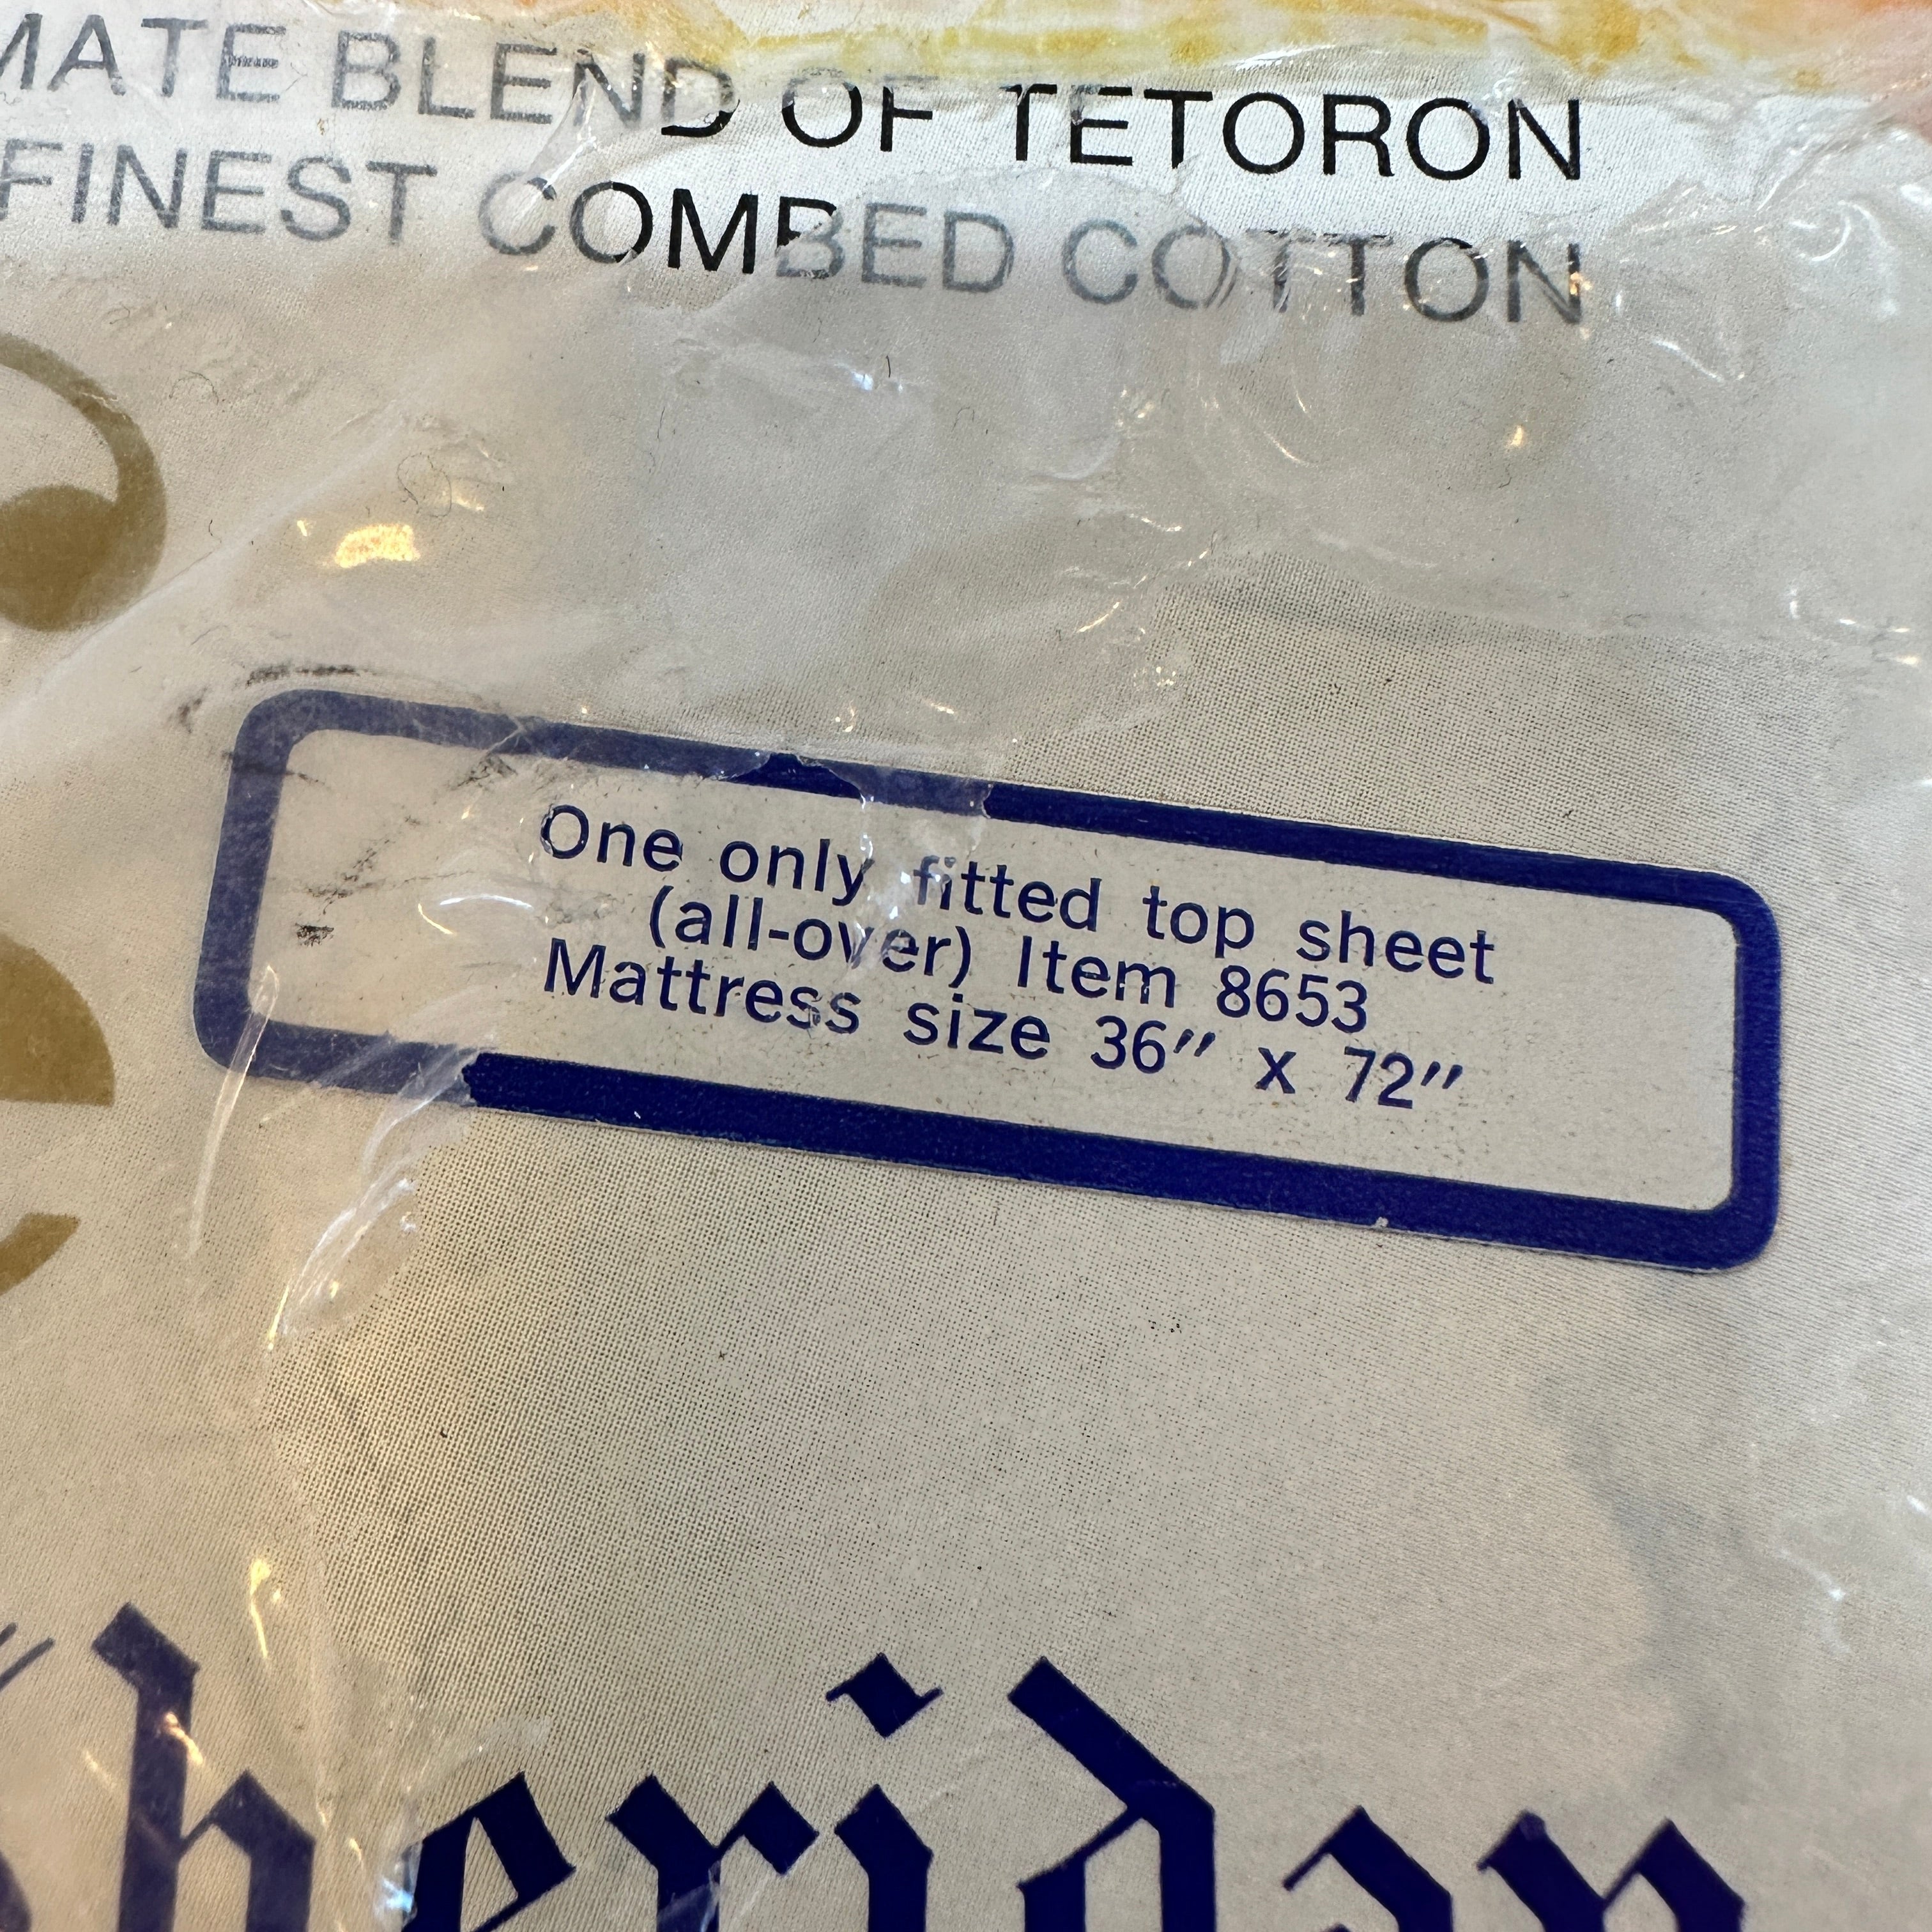 MATE BLEND OF TETORON
FINEST COMBED COTTON
One only fitted top sheet
(all-over) Item 8653
Mattress size 36″ x 72″
Sheridan